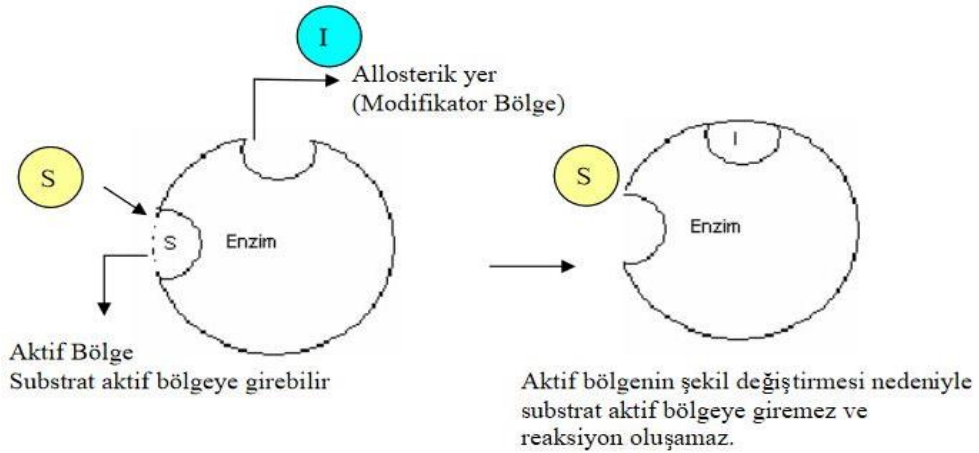 I
Allosterik yer
(Modifikator Bölge)
S
S
Enzim
Aktif Bölge
Substrat aktif bölgeye girebilir
I
S
Enzim
Aktif bölgenin şekil değiştirmesi nedeniyle
substrat aktif bölgeye giremez ve
reaksiyon oluşamaz.